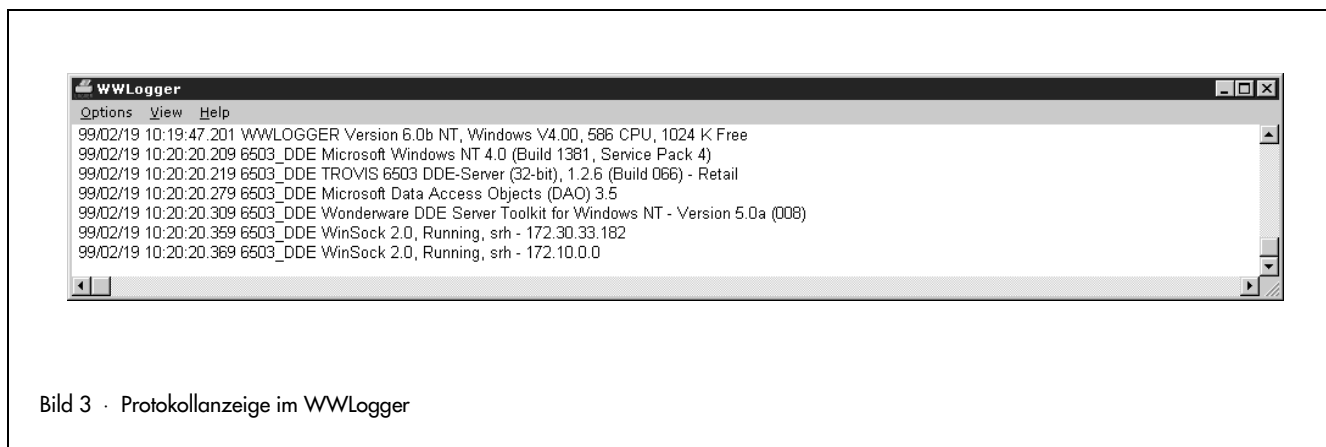 WWLogger
Options View Help
99/02/19 10:19:47.201 WWLOGGER Version 6.0b NT, Windows V4.00, 586 CPU, 1024 K Free
99/02/19 10:20:20.209 6503_DDE Microsoft Windows NT 4.0 (Build 1381, Service Pack 4)
99/02/19 10:20:20.219 6503_DDE TROVIS 6503 DDE-Server (32-bit), 1.2.6 (Build 066) - Retail
99/02/19 10:20:20.279 6503_DDE Microsoft Data Access Objects (DAO) 3.5
99/02/19 10:20:20.309 6503_DDE Wonderware DDE Server Toolkit for Windows NT - Version 5.0a (008)
99/02/19 10:20:20.359 6503_DDE WinSock 2.0, Running, srh - 172.30.33.182
99/02/19 10:20:20.369 6503_DDE WinSock 2.0, Running, srh - 172.10.0.0
Bild 3 · Protokollanzeige im WWLogger